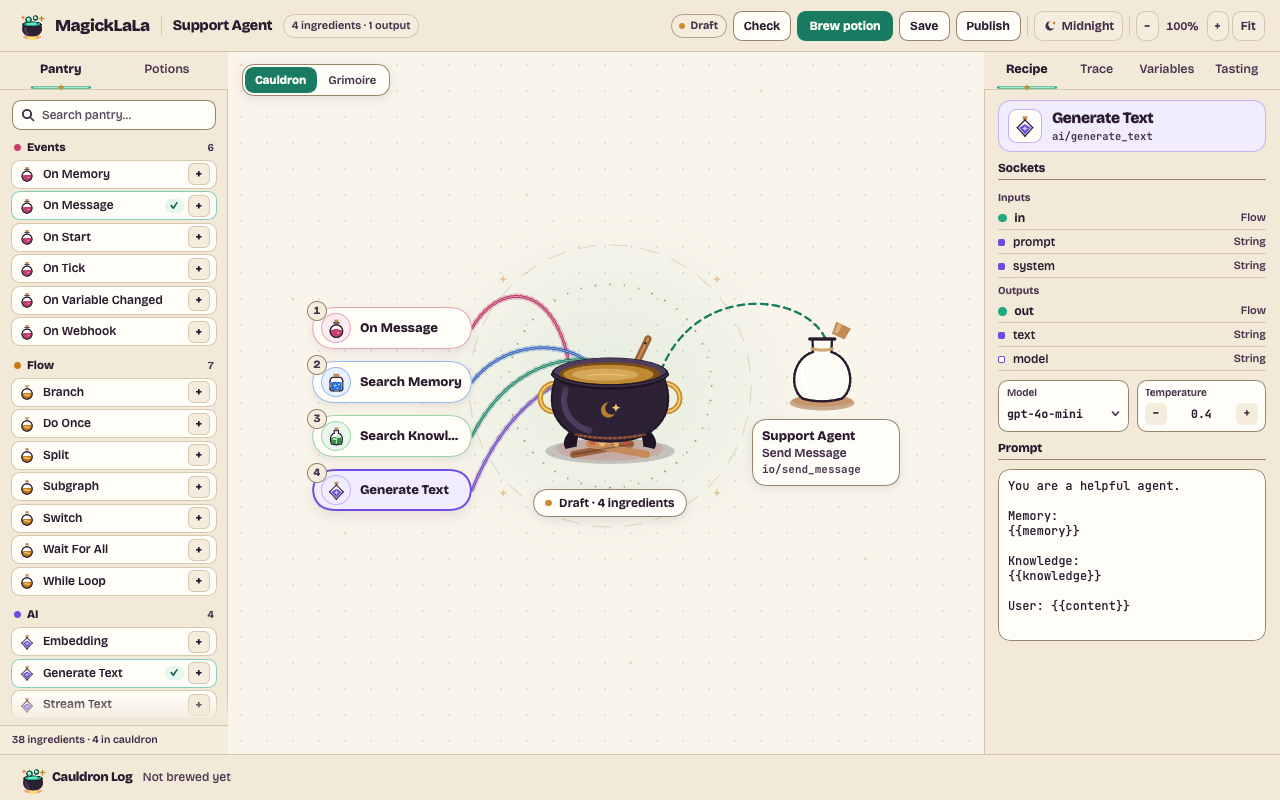 MagickLaLa
Support Agent
4 ingredients · 1 output
Draft
Check
Brew potion
Save
Publish
Midnight
−
100%
+
Fit
Pantry
Potions
Cauldron
Grimoire
Recipe
Trace
Variables
Tasting
Search pantry...
Events
6
On Memory
+
On Message
+
On Start
+
On Tick
+
On Variable Changed
+
On Webhook
+
Flow
7
Branch
+
Do Once
+
Split
+
Subgraph
+
Switch
+
Wait For All
+
While Loop
+
AI
4
Embedding
+
Generate Text
+
Stream Text
+
38 ingredients · 4 in cauldron
1
On Message
2
Search Memory
3
Search Knowl...
4
Generate Text
Draft · 4 ingredients
Support Agent
Send Message
io/send_message
Generate Text
ai/generate_text
Sockets
Inputs
in
Flow
prompt
String
system
String
Outputs
out
Flow
text
String
model
String
Model
gpt-4o-mini
Temperature
−
0.4
+
Prompt
You are a helpful agent.
Memory:
{{memory}}
Knowledge:
{{knowledge}}
User: {{content}}
Cauldron Log
Not brewed yet